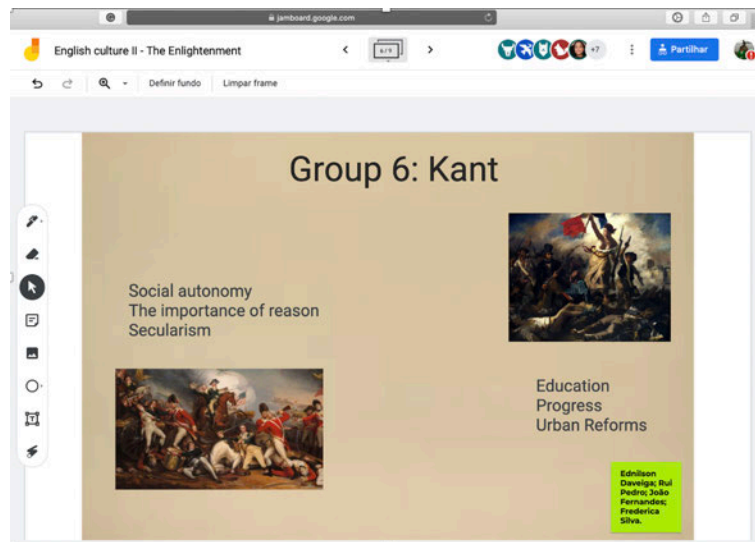 jamboard.google.com
English culture II - The Enlightenment
6/9
+7
Partilhar
Definir fundo
Limpar frame
Group 6: Kant
Social autonomy
The importance of reason
Secularism
Education
Progress
Urban Reforms
Ednilson
Daveiga; Rui
Pedro; João
Fernandes;
Frederica
Silva.